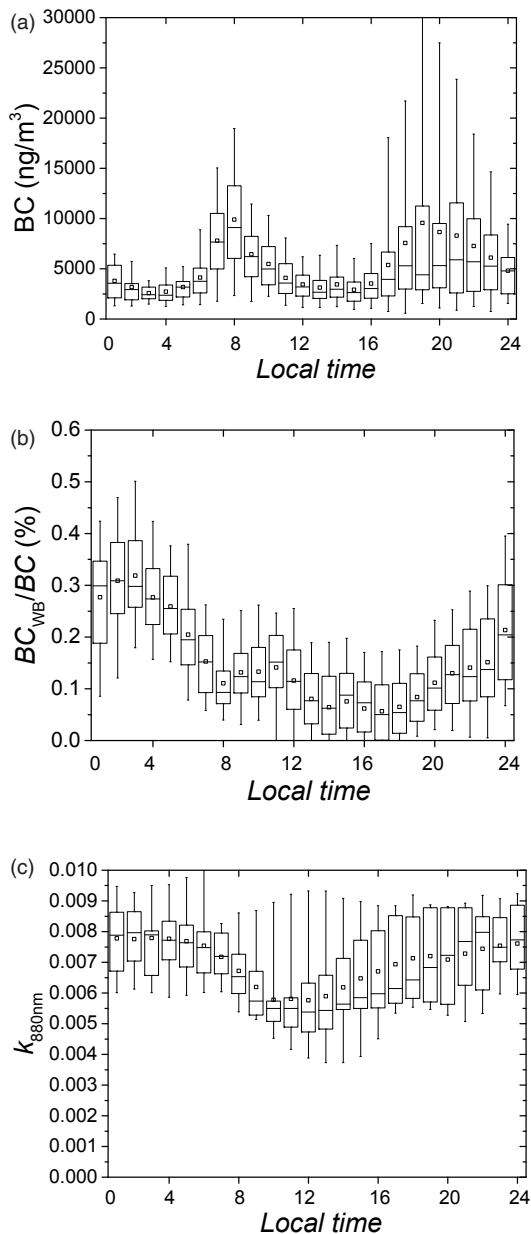 (a)
30000
25000
20000
15000
10000
5000
0
BC (ng/m³)
0 4 8 12 16 20 24
Local time
(b)
0.6
0.5
0.4
0.3
0.2
0.1
0.0
BC_WB/BC (%)
0 4 8 12 16 20 24
Local time
(c)
0.010
0.009
0.008
0.007
0.006
0.005
0.004
0.003
0.002
0.001
0.000
k_880nm
0 4 8 12 16 20 24
Local time